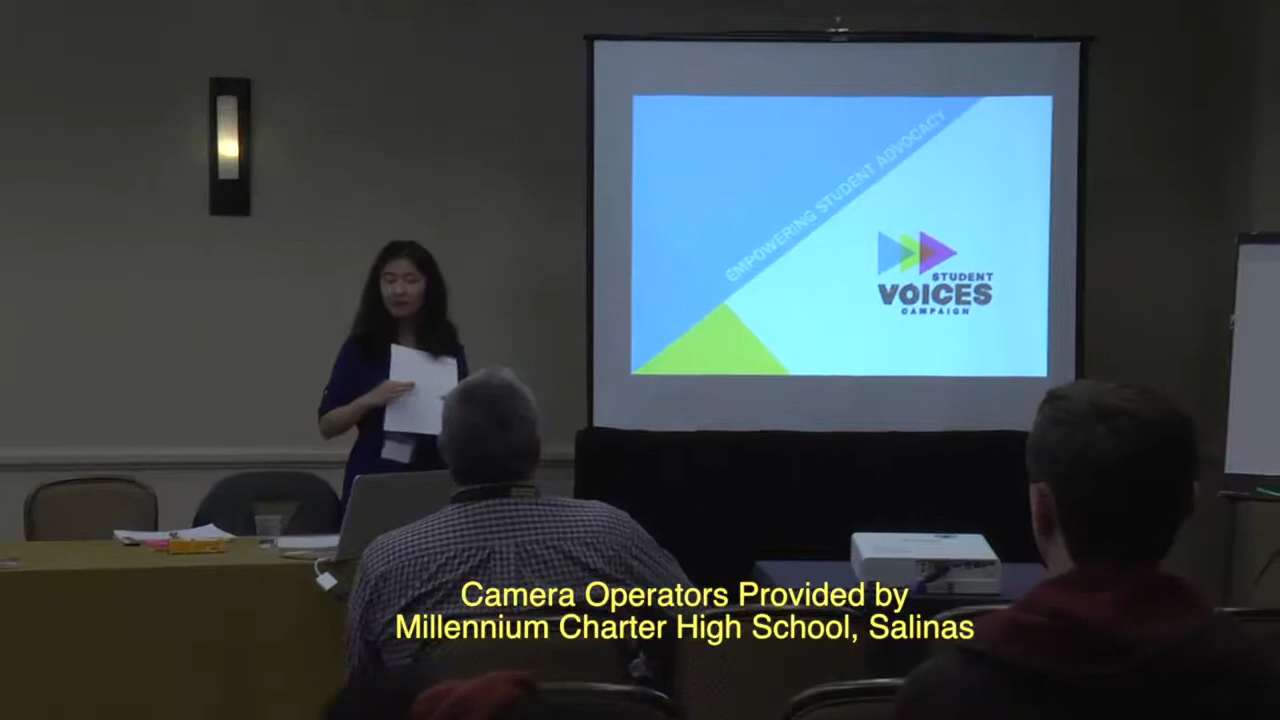 EMPOWERING STUDENT ADVOCACY
STUDENT
VOICES
CAMPAIGN
Camera Operators Provided by
Millennium Charter High School, Salinas